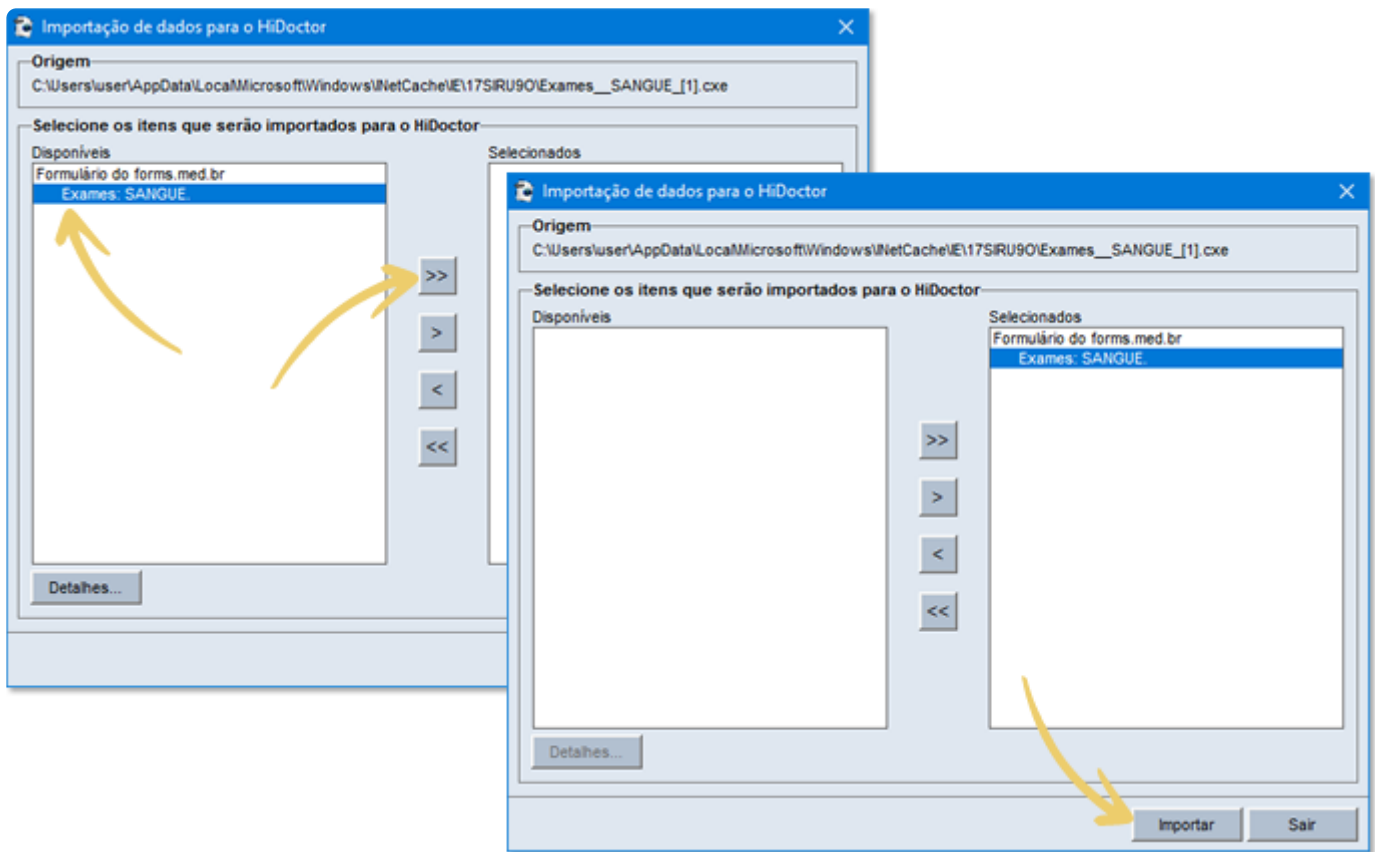 Importação de dados para o HiDoctor
Origem
C:\Users\user\AppData\Local\Microsoft\Windows\INetCache\IE\17SIRU9O\Exames__SANGUE_[1].cxe
Selecione os itens que serão importados para o HiDoctor
Disponíveis
Formulário do forms.med.br
Exames: SANGUE.
Selecionados
>>
>
<
<<
Detalhes...
Importação de dados para o HiDoctor
Origem
C:\Users\user\AppData\Local\Microsoft\Windows\INetCache\IE\17SIRU9O\Exames__SANGUE_[1].cxe
Selecione os itens que serão importados para o HiDoctor
Disponíveis
Selecionados
Formulário do forms.med.br
Exames: SANGUE.
>>
>
<
<<
Detalhes...
Importar
Sair